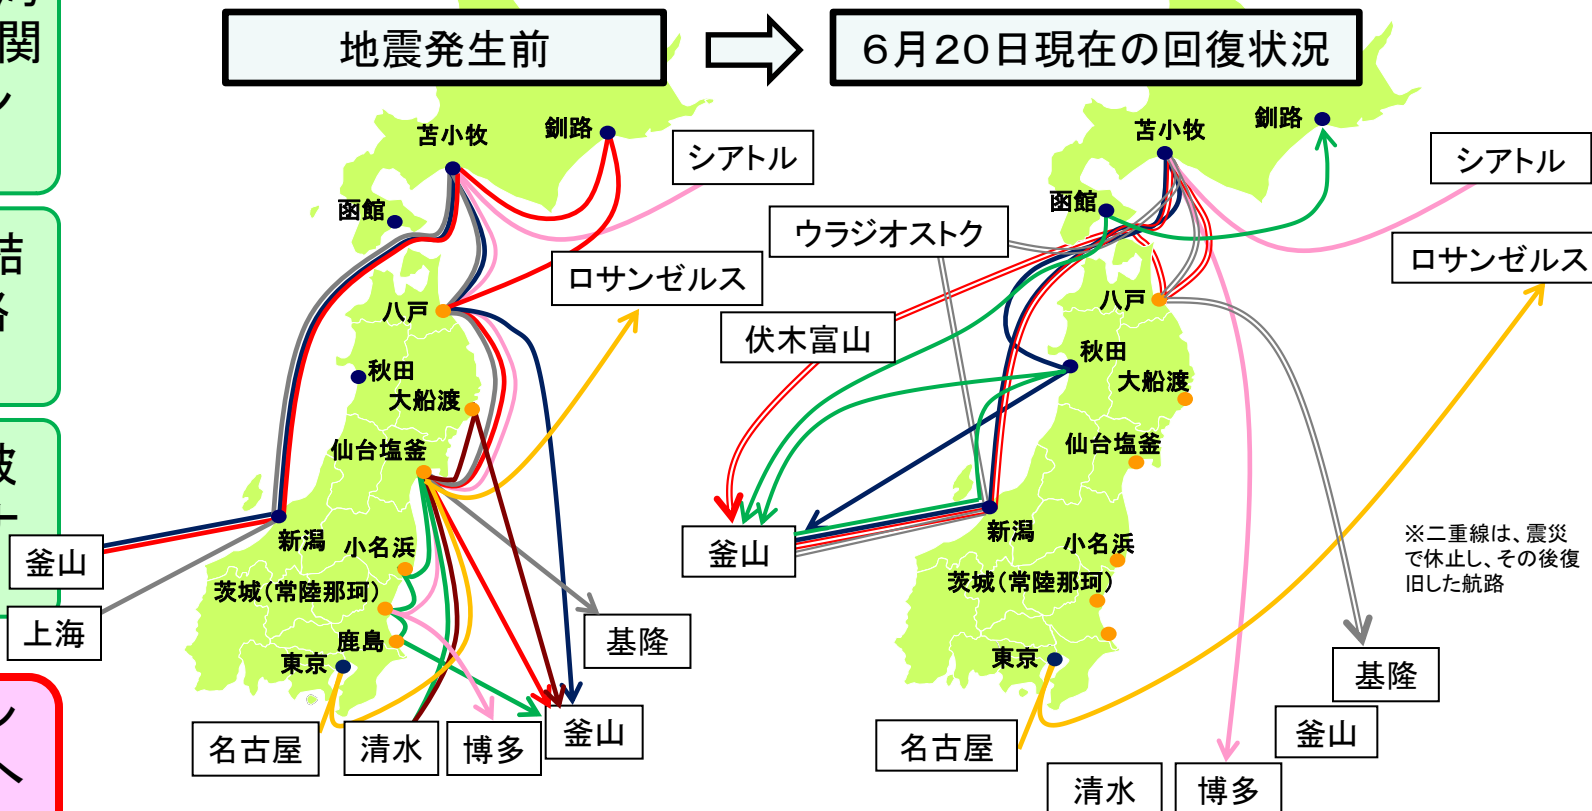 関
地震発生前
6月20日現在の回復状況
苫小牧
釧路
シアトル
函館
ロサンゼルス
八戸
秋田
大船渡
仙台塩釜
新潟
小名浜
釜山
茨城(常陸那珂)
上海
鹿島
基隆
東京
名古屋
清水
博多
釜山
苫小牧
釧路
シアトル
函館
ウラジオストク
ロサンゼルス
八戸
伏木富山
秋田
大船渡
仙台塩釜
新潟
釜山
小名浜
※二重線は、震災
で休止し、その後復
旧した航路
茨城(常陸那珂)
東京
基隆
名古屋
釜山
清水
博多